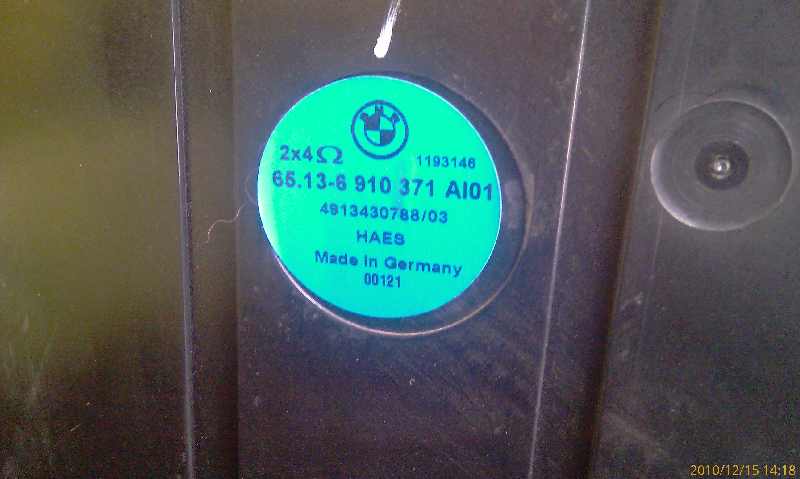 BMW
2x4Ω 1193146
65.13-6 910 371 AI01
4913430788/03
HAES
Made in Germany
00121
2010/12/15 14:18